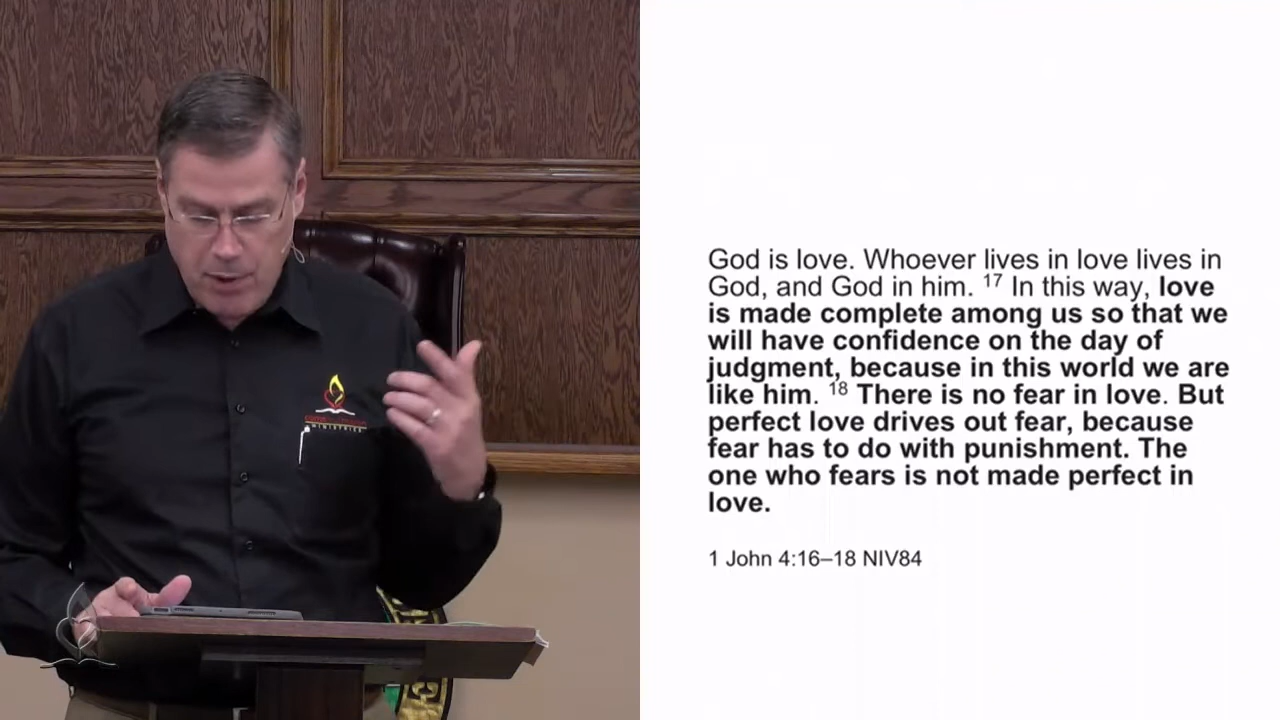 MINISTRIES
God is love. Whoever lives in love lives in
God, and God in him. 17 In this way, love
is made complete among us so that we
will have confidence on the day of
judgment, because in this world we are
like him. 18 There is no fear in love. But
perfect love drives out fear, because
fear has to do with punishment. The
one who fears is not made perfect in
love.
1 John 4:16–18 NIV84